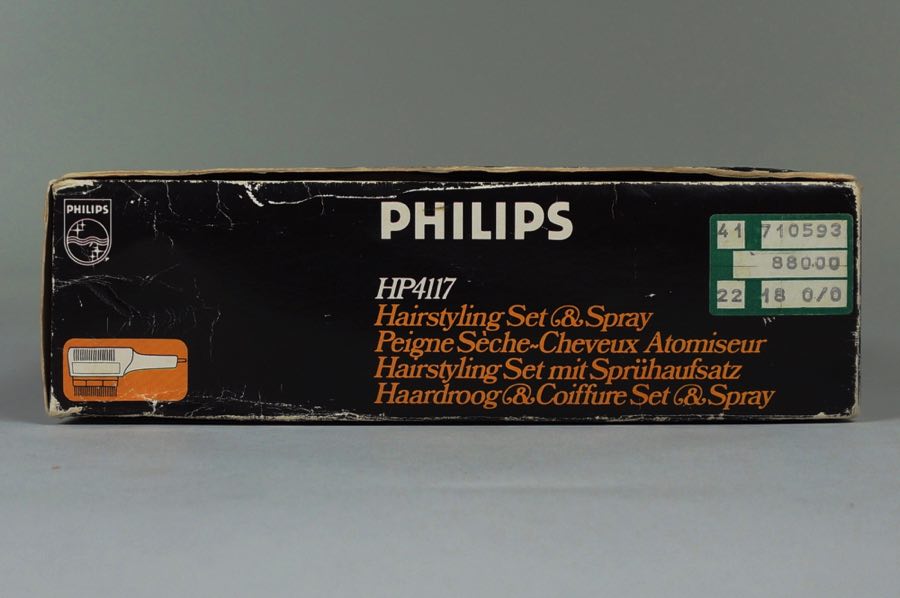 PHILIPS
PHILIPS
HP4117
Hairstyling Set & Spray
Peigne Sèche-Cheveux Atomiseur
Hairstyling Set mit Sprühaufsatz
Haardroog & Coiffure Set & Spray
41 710593
88000
22 18 0/0